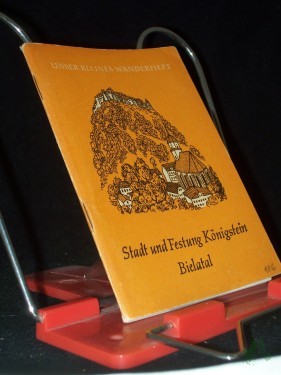 UNSER KLEINES WANDERHEFT
Stadt und Festung Königstein
Bielatal